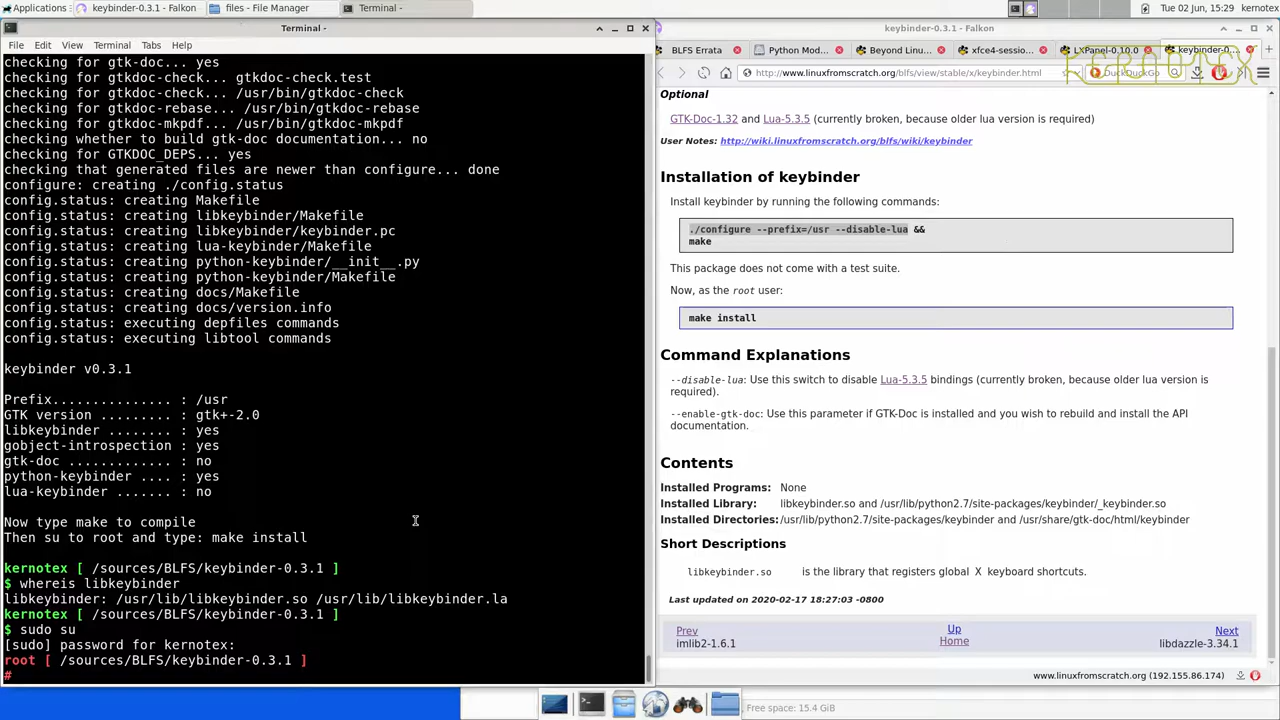 Applications
keybinder-0.3.1 - Falkon
files - File Manager
Terminal -
Tue 02 Jun, 15:29 kernotex
Terminal -
File Edit View Terminal Tabs Help
checking for gtk-doc... yes
checking for gtkdoc-check... gtkdoc-check.test
checking for gtkdoc-check... /usr/bin/gtkdoc-check
checking for gtkdoc-rebase... /usr/bin/gtkdoc-rebase
checking for gtkdoc-mkpdf... /usr/bin/gtkdoc-mkpdf
checking whether to build gtk-doc documentation... no
checking for GTKDOC_DEPS... yes
checking that generated files are newer than configure... done
configure: creating ./config.status
config.status: creating Makefile
config.status: creating libkeybinder/Makefile
config.status: creating libkeybinder/keybinder.pc
config.status: creating lua-keybinder/Makefile
config.status: creating python-keybinder/__init__.py
config.status: creating python-keybinder/Makefile
config.status: creating docs/Makefile
config.status: creating docs/version.info
config.status: executing depfiles commands
config.status: executing libtool commands
keybinder v0.3.1
Prefix............... : /usr
GTK version ......... : gtk+-2.0
libkeybinder ........ : yes
gobject-introspection : yes
gtk-doc ............. : no
python-keybinder .... : yes
lua-keybinder ....... : no
Now type make to compile
Then su to root and type: make install
kernotex [ /sources/BLFS/keybinder-0.3.1 ]
$ whereis libkeybinder
libkeybinder: /usr/lib/libkeybinder.so /usr/lib/libkeybinder.la
kernotex [ /sources/BLFS/keybinder-0.3.1 ]
$ sudo su
[sudo] password for kernotex:
root [ /sources/BLFS/keybinder-0.3.1 ]
#
keybinder-0.3.1 - Falkon
BLFS Errata
Python Mod...
Beyond Linu...
xfce4-sessio...
LXPanel-0.10.0
keybinder-0...
http://www.linuxfromscratch.org/blfs/view/stable/x/keybinder.html
DuckDuckGo
KERNOTEX
Optional
GTK-Doc-1.32 and Lua-5.3.5 (currently broken, because older lua version is required)
User Notes: http://wiki.linuxfromscratch.org/blfs/wiki/keybinder
Installation of keybinder
Install keybinder by running the following commands:
./configure --prefix=/usr --disable-lua &&
make
This package does not come with a test suite.
Now, as the root user:
make install
Command Explanations
--disable-lua: Use this switch to disable Lua-5.3.5 bindings (currently broken, because older lua version is
required).
--enable-gtk-doc: Use this parameter if GTK-Doc is installed and you wish to rebuild and install the API
documentation.
Contents
Installed Programs: None
Installed Library: libkeybinder.so and /usr/lib/python2.7/site-packages/keybinder/_keybinder.so
Installed Directories: /usr/lib/python2.7/site-packages/keybinder and /usr/share/gtk-doc/html/keybinder
Short Descriptions
libkeybinder.so is the library that registers global X keyboard shortcuts.
Last updated on 2020-02-17 18:27:03 -0800
Prev Up Next
imlib2-1.6.1 Home libdazzle-3.34.1
www.linuxfromscratch.org (192.155.86.174)
Free space: 15.4 GiB